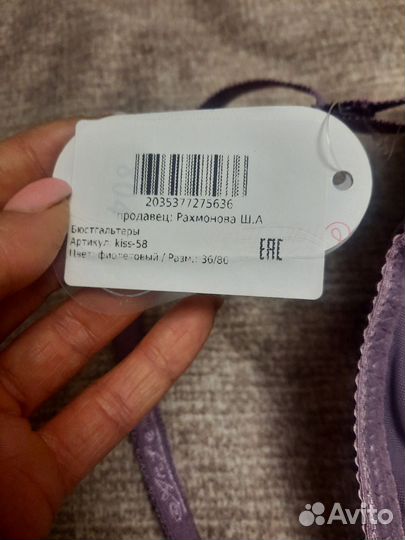 2035377275636
продавец: Рахмонова Ш.А
Бюстгальтеры
Артикул: kiss-58
Цвет: фиолетовый / Разм.: 36/80
EAC
Avito